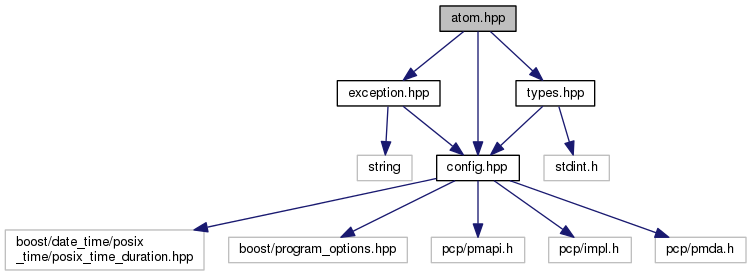 atom.hpp
exception.hpp
types.hpp
string
config.hpp
stdint.h
boost/date_time/posix
_time/posix_time_duration.hpp
boost/program_options.hpp
pcp/pmapi.h
pcp/impl.h
pcp/pmda.h